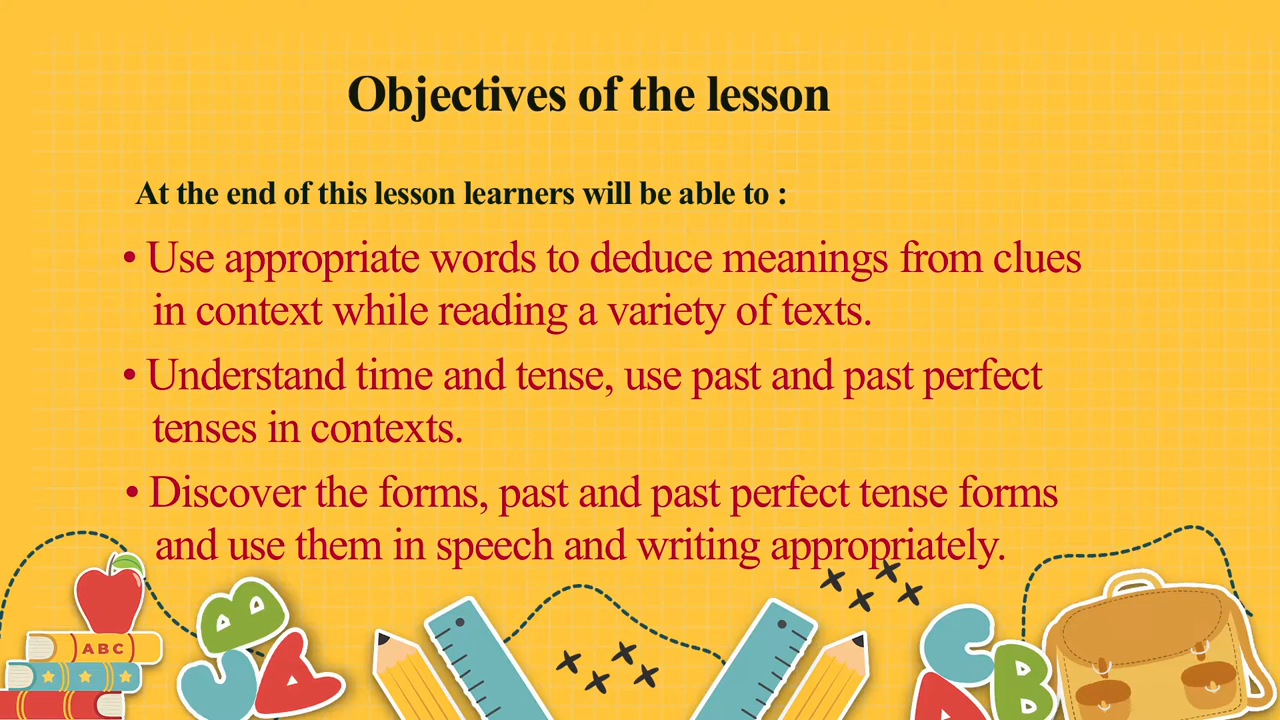 Objectives of the lesson
At the end of this lesson learners will be able to :
• Use appropriate words to deduce meanings from clues
in context while reading a variety of texts.
• Understand time and tense, use past and past perfect
tenses in contexts.
• Discover the forms, past and past perfect tense forms
and use them in speech and writing appropriately.
ABC
B
C
A
C
B
A